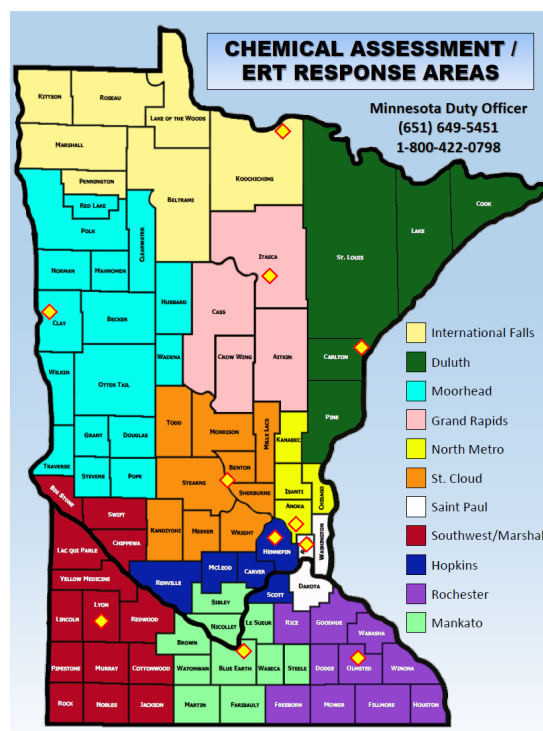 CHEMICAL ASSESSMENT /
ERT RESPONSE AREAS
Minnesota Duty Officer
(651) 649-5451
1-800-422-0798
KITTSON
ROSEAU
LAKE OF THE WOODS
MARSHALL
KOOCHICHING
PENNINGTON
BELTRAMI
RED LAKE
POLK
CLEARWATER
COOK
LAKE
ST. LOUIS
ITASCA
NORMAN
MAHNOMEN
HUBBARD
CASS
CLAY
BECKER
WADENA
CROW WING
AITKIN
CARLTON
WILKIN
OTTER TAIL
PINE
TODD
MORRISON
MILLE LACS
KANABEC
GRANT
DOUGLAS
TRAVERSE
STEVENS
POPE
STEARNS
BENTON
SHERBURNE
ISANTI
CHISAGO
ANOKA
BIG STONE
SWIFT
KANDIYOHI
MEEKER
WRIGHT
HENNEPIN
WASHINGTON
CHIPPEWA
LAC QUI PARLE
YELLOW MEDICINE
RENVILLE
MCLEOD
CARVER
SCOTT
DAKOTA
SIBLEY
LINCOLN
LYON
REDWOOD
NICOLLET
LE SUEUR
RICE
GOODHUE
WABASHA
BROWN
PIPESTONE
MURRAY
COTTONWOOD
WATONWAN
BLUE EARTH
WASECA
STEELE
DODGE
OLMSTED
WINONA
ROCK
NOBLES
JACKSON
MARTIN
FARIBAULT
FREEBORN
MOWER
FILLMORE
HOUSTON
International Falls
Duluth
Moorhead
Grand Rapids
North Metro
St. Cloud
Saint Paul
Southwest/Marshal
Hopkins
Rochester
Mankato